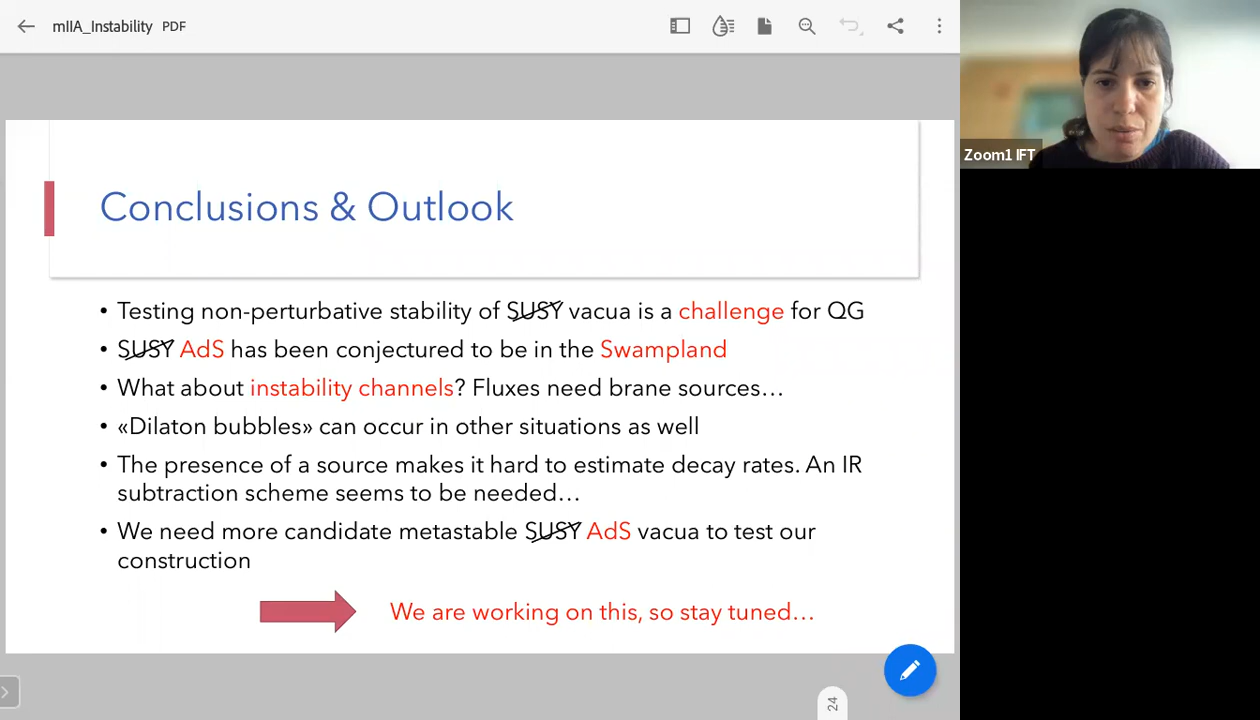 mIIA_Instability PDF
Zoom1 IFT
Conclusions & Outlook
• Testing non-perturbative stability of SUSY vacua is a challenge for QG
• SUSY AdS has been conjectured to be in the Swampland
• What about instability channels? Fluxes need brane sources…
• «Dilaton bubbles» can occur in other situations as well
• The presence of a source makes it hard to estimate decay rates. An IR
subtraction scheme seems to be needed…
• We need more candidate metastable SUSY AdS vacua to test our
construction
We are working on this, so stay tuned…
24